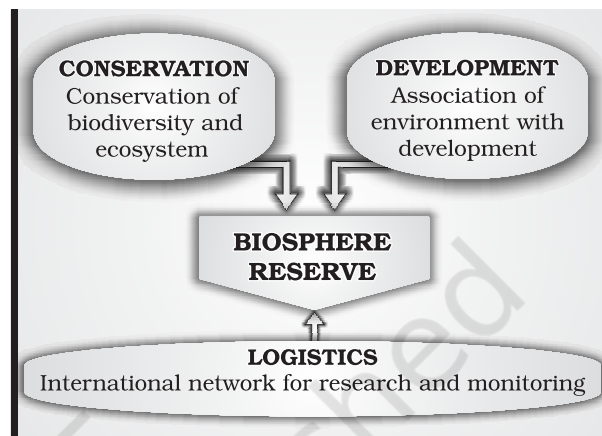 CONSERVATION
Conservation of
biodiversity and
ecosystem
DEVELOPMENT
Association of
environment with
development
BIOSPHERE
RESERVE
LOGISTICS
International network for research and monitoring